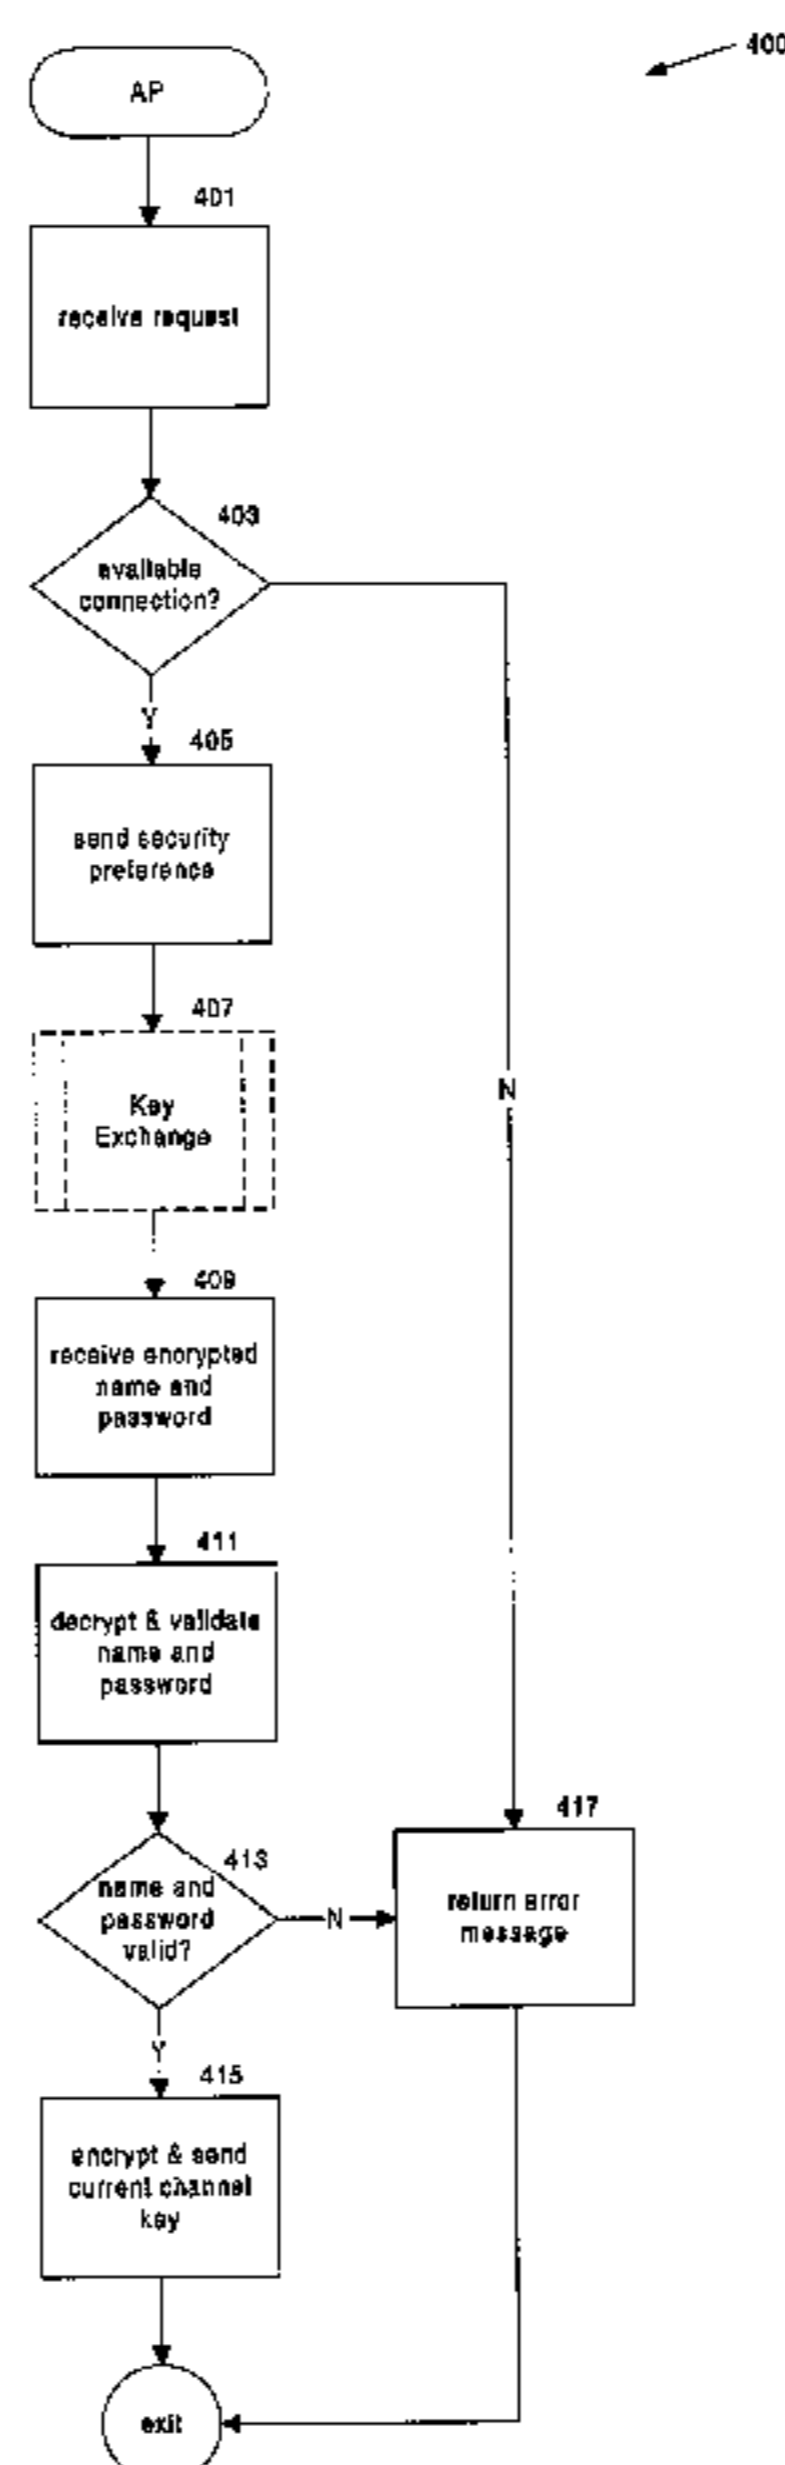 400
AP
401
receive request
403
available
connection?
Y
405
send security
preference
407
Key
Exchange
N
409
receive encrypted
name and
password
411
decrypt & validate
name and
password
413
name and
password
valid?
N
417
return error
message
Y
415
encrypt & send
current channel
key
exit